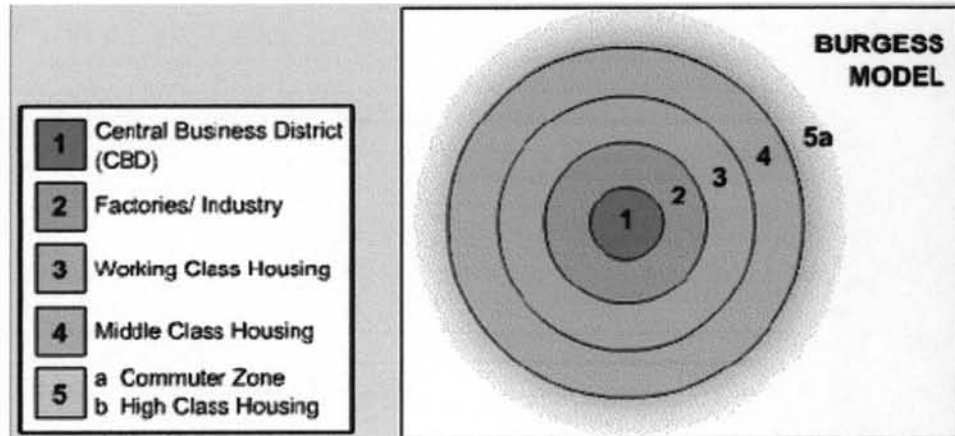 1 Central Business District
(CBD)
2 Factories/ Industry
3 Working Class Housing
4 Middle Class Housing
5 a Commuter Zone
b High Class Housing
BURGESS
MODEL
1
2
3
4
5a